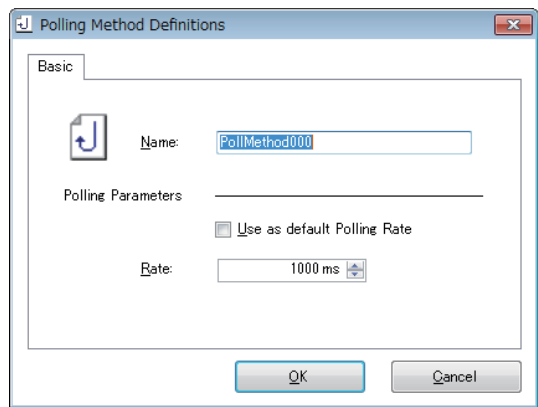 Polling Method Definitions
Basic
Name: PollMethod000
Polling Parameters
Use as default Polling Rate
Rate: 1000 ms
OK Cancel